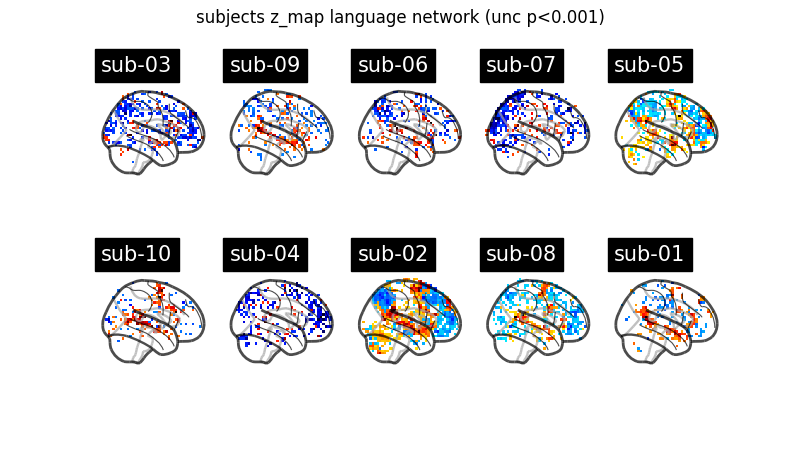 subjects z_map language network (unc p<0.001)
sub-03 sub-09 sub-06 sub-07 sub-05
sub-10 sub-04 sub-02 sub-08 sub-01